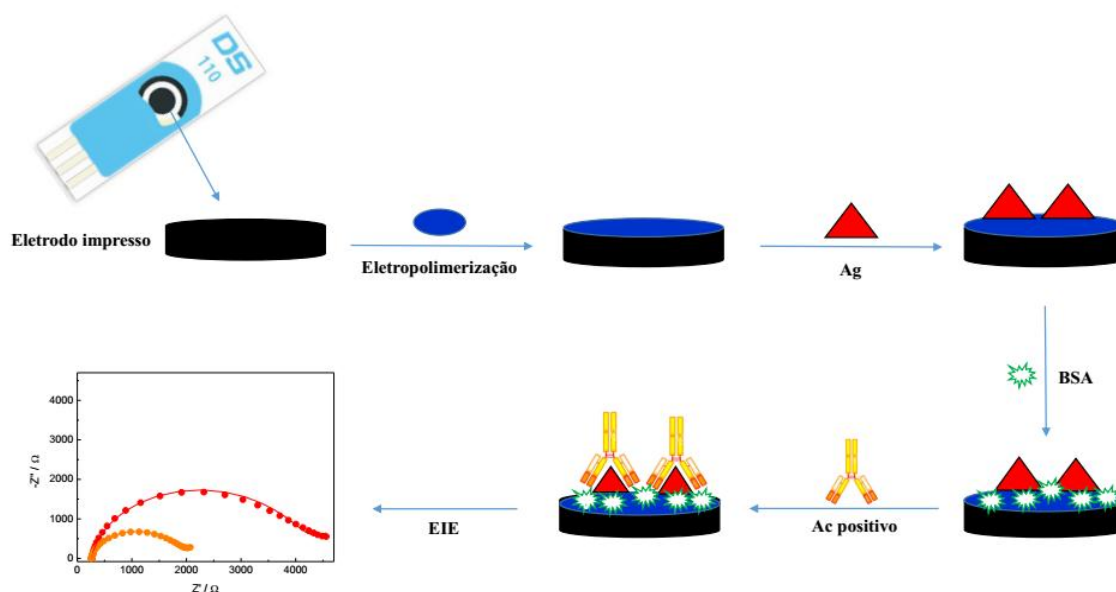 DS
110
Eletrodo impresso
Eletropolimerização
Ag
BSA
Ac positivo
EIE
4000
3000
2000
1000
0
-Z'' / Ω
0 1000 2000 3000 4000
Z' / Ω